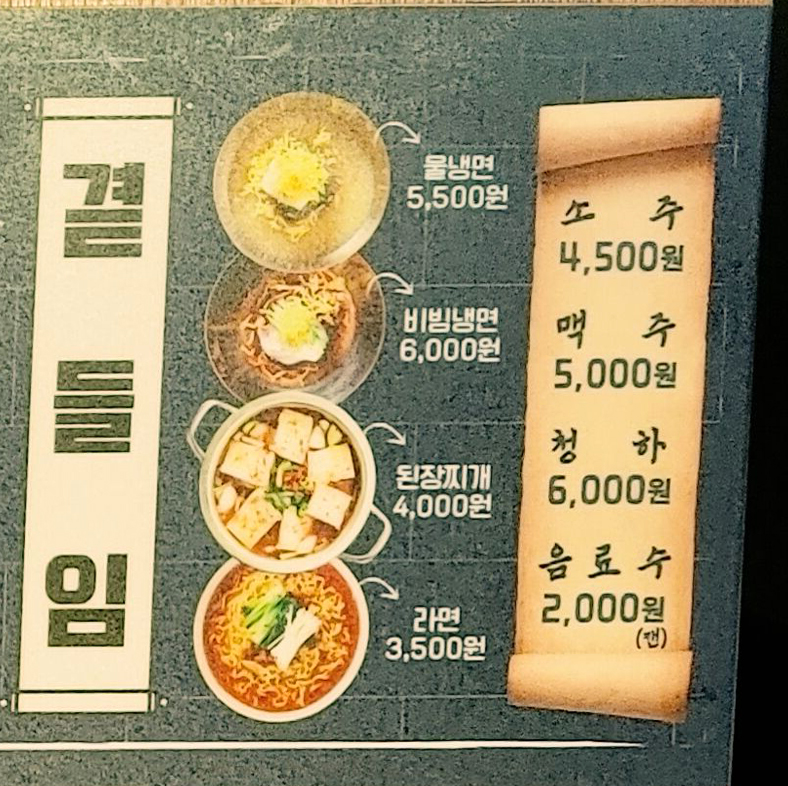 곁들임
물냉면
5,500원
비빔냉면
6,000원
된장찌개
4,000원
라면
3,500원
소 주
4,500원
맥 주
5,000원
청 하
6,000원
음료수
2,000원
(캔)